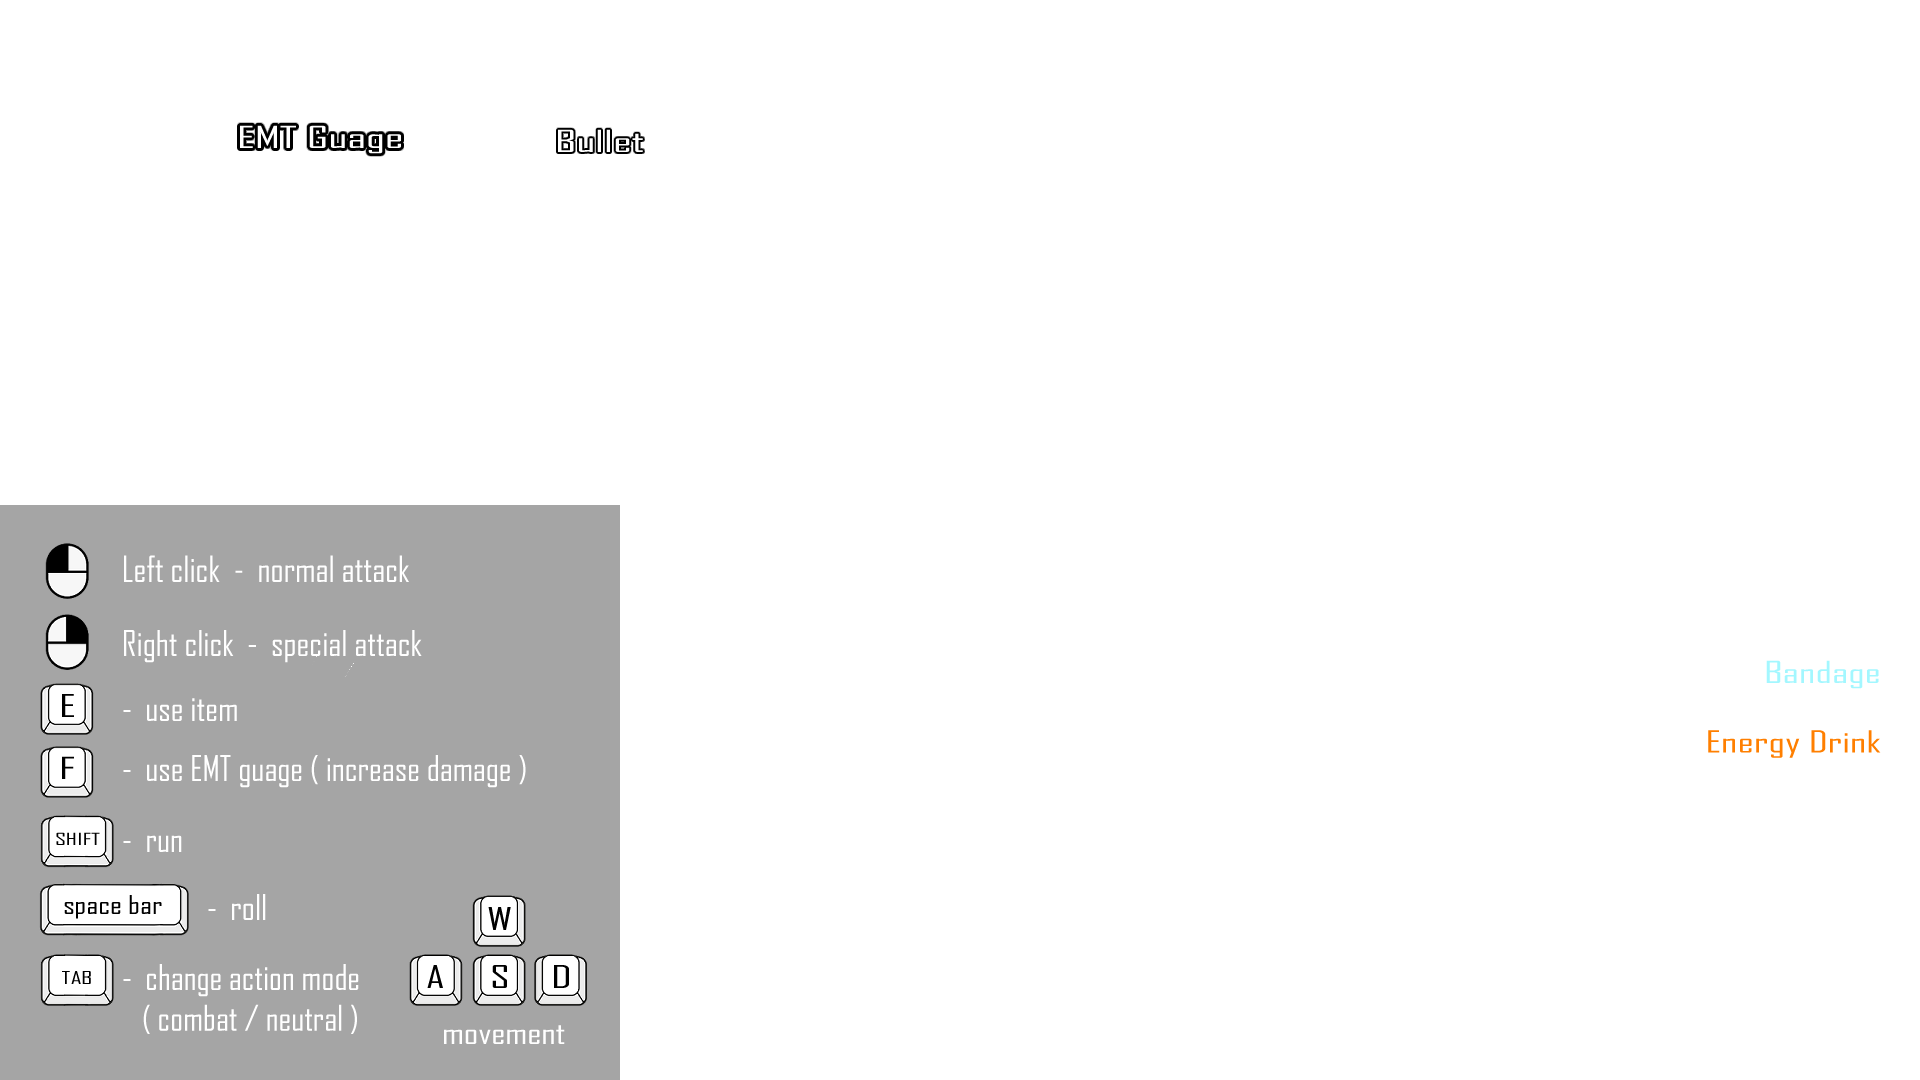 EMT Guage
Bullet
Left click - normal attack
Right click - special attack
E - use item
F - use EMT guage ( increase damage )
SHIFT - run
space bar - roll
TAB - change action mode
( combat / neutral )
W
A S D
movement
Bandage
Energy Drink